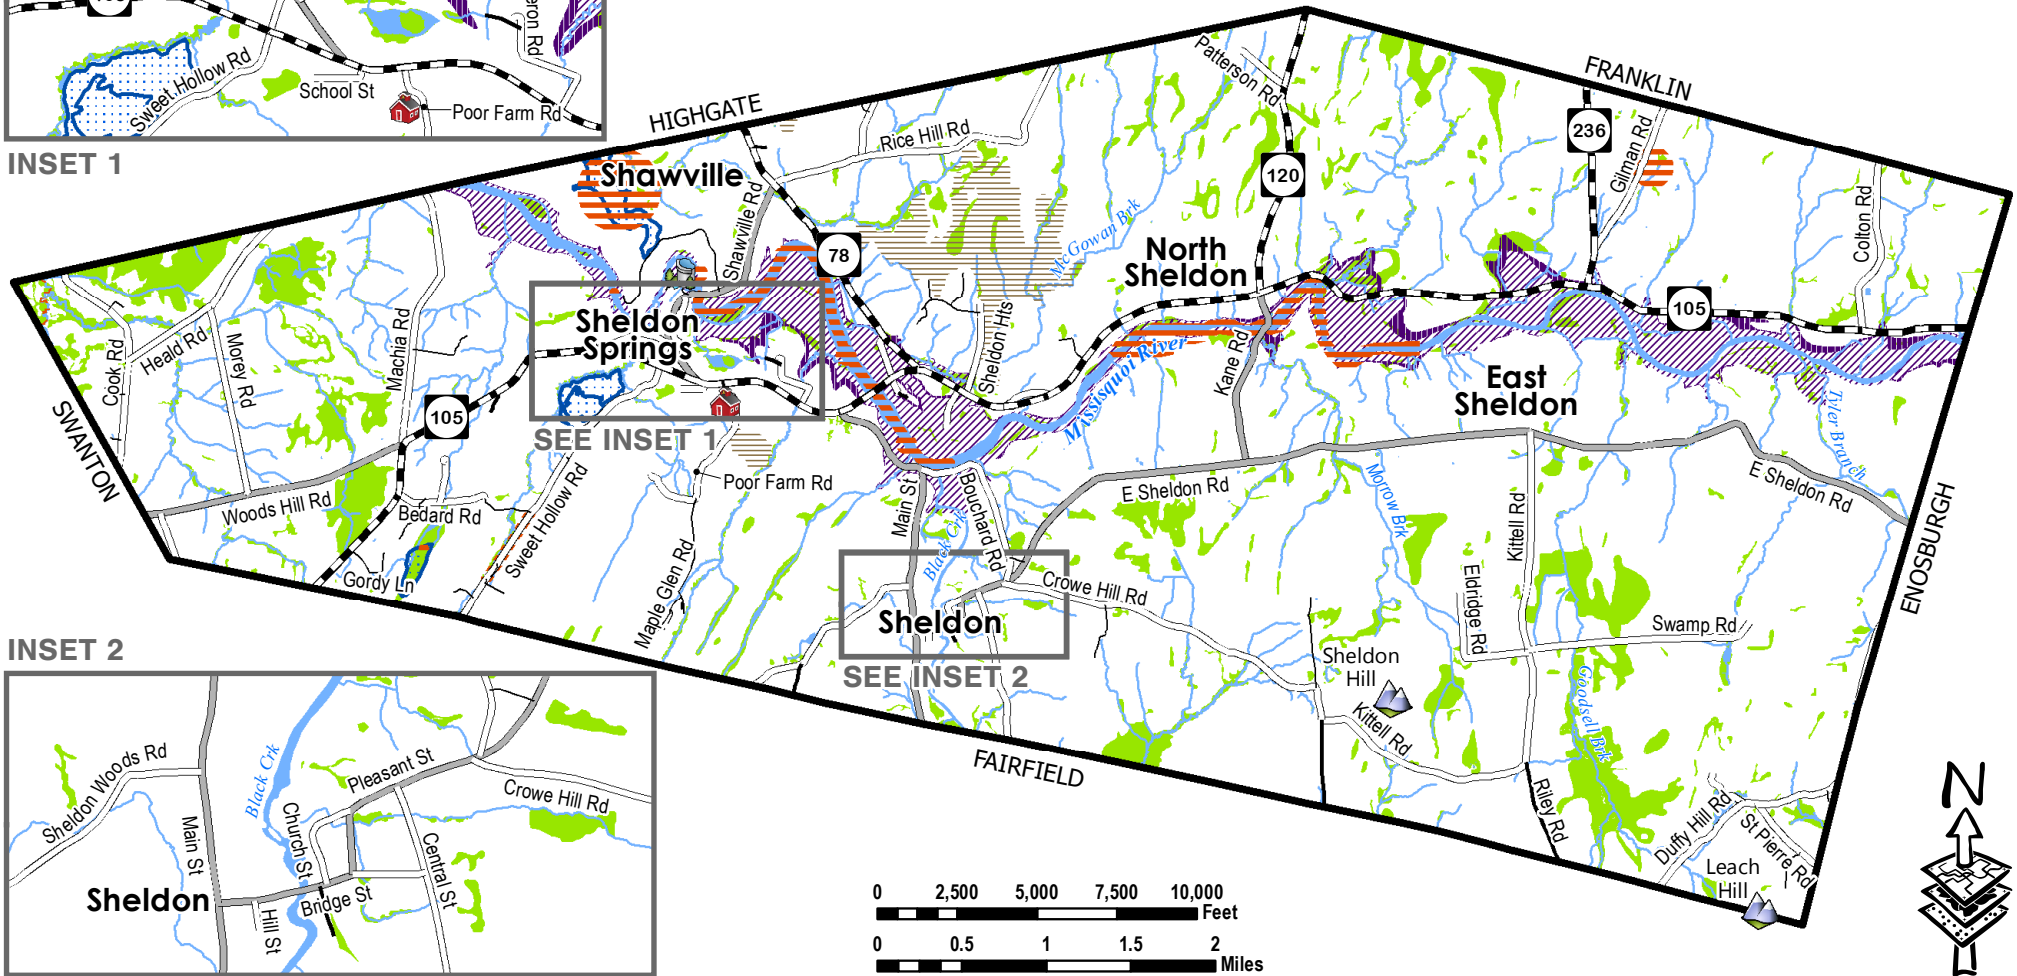 Sweet Hollow Rd
School St
Poor Farm Rd
INSET 1
HIGHGATE
FRANKLIN
SWANTON
ENOSBURGH
FAIRFIELD
Patterson Rd
Rice Hill Rd
120
236
Gilman Rd
Colton Rd
Shawville
Shawville Rd
78
McGowan Brk
North
Sheldon
105
Sheldon
Springs
Sheldon Hts
Missisquoi River
Kane Rd
East
Sheldon
Tyler Branch
Cook Rd
Heald Rd
Morey Rd
Machia Rd
105
SEE INSET 1
Poor Farm Rd
Woods Hill Rd
Bedard Rd
Sweet Hollow Rd
Gordy Ln
Maple Glen Rd
Main St
Black Crk
Bouchard Rd
E Sheldon Rd
E Sheldon Rd
Morrow Brk
Kittell Rd
Eldridge Rd
Swamp Rd
Crowe Hill Rd
Sheldon
SEE INSET 2
Sheldon
Hill
Kittell Rd
Goodsell Brk
Riley Rd
Duffy Hill Rd
St Pierre Rd
Leach
Hill
INSET 2
Sheldon Woods Rd
Main St
Black Crk
Pleasant St
Crowe Hill Rd
Church St
Central St
Bridge St
Hill St
Sheldon
0 2,500 5,000 7,500 10,000
Feet
0 0.5 1 1.5 2
Miles
N